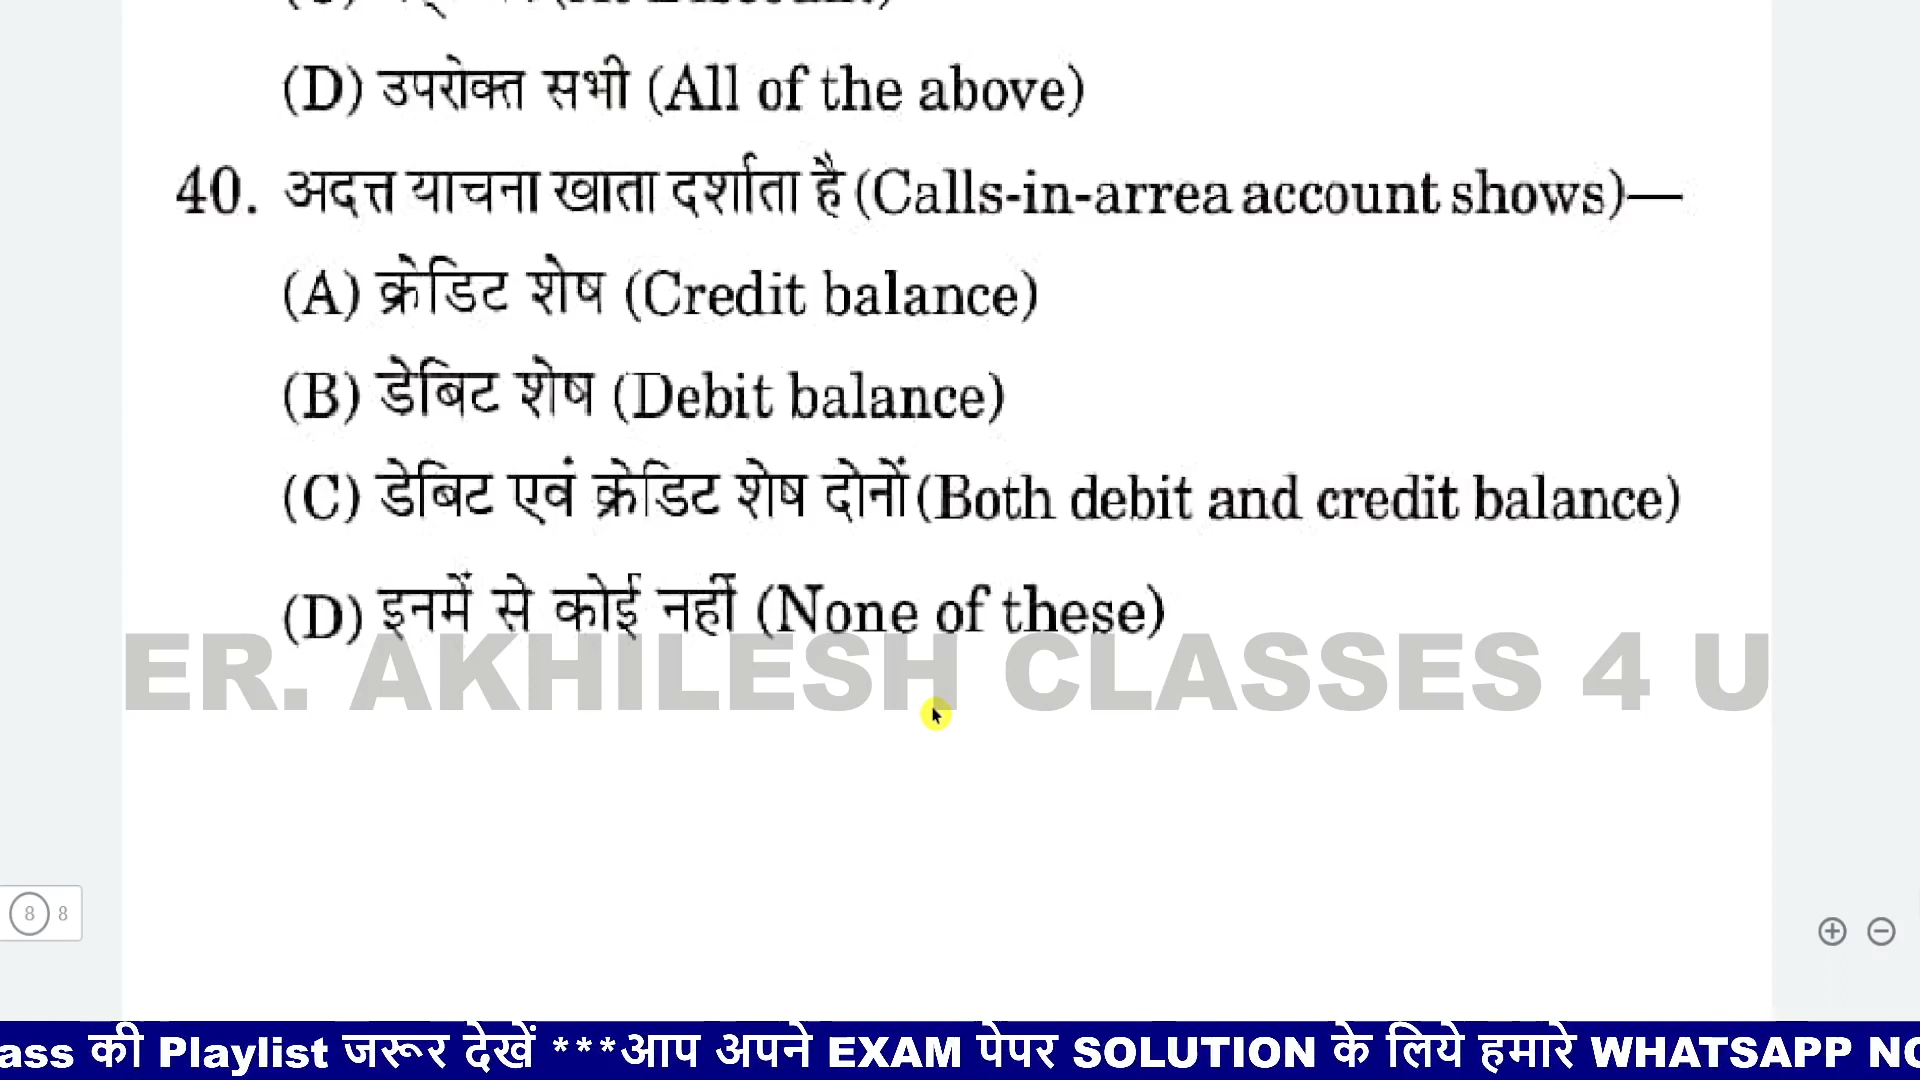 (D) उपरोक्त सभी (All of the above)
40. अदत्त याचना खाता दर्शाता है (Calls-in-arrea account shows)—
(A) क्रेडिट शेष (Credit balance)
(B) डेबिट शेष (Debit balance)
(C) डेबिट एवं क्रेडिट शेष दोनों (Both debit and credit balance)
(D) इनमें से कोई नहीं (None of these)
ER. AKHILESH CLASSES 4 U
8 8
ass की Playlist जरूर देखें ***आप अपने EXAM पेपर SOLUTION के लिये हमारे WHATSAPP NO